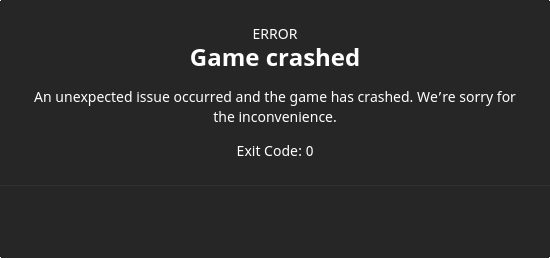 ERROR
Game crashed
An unexpected issue occurred and the game has crashed. We’re sorry for
the inconvenience.
Exit Code: 0